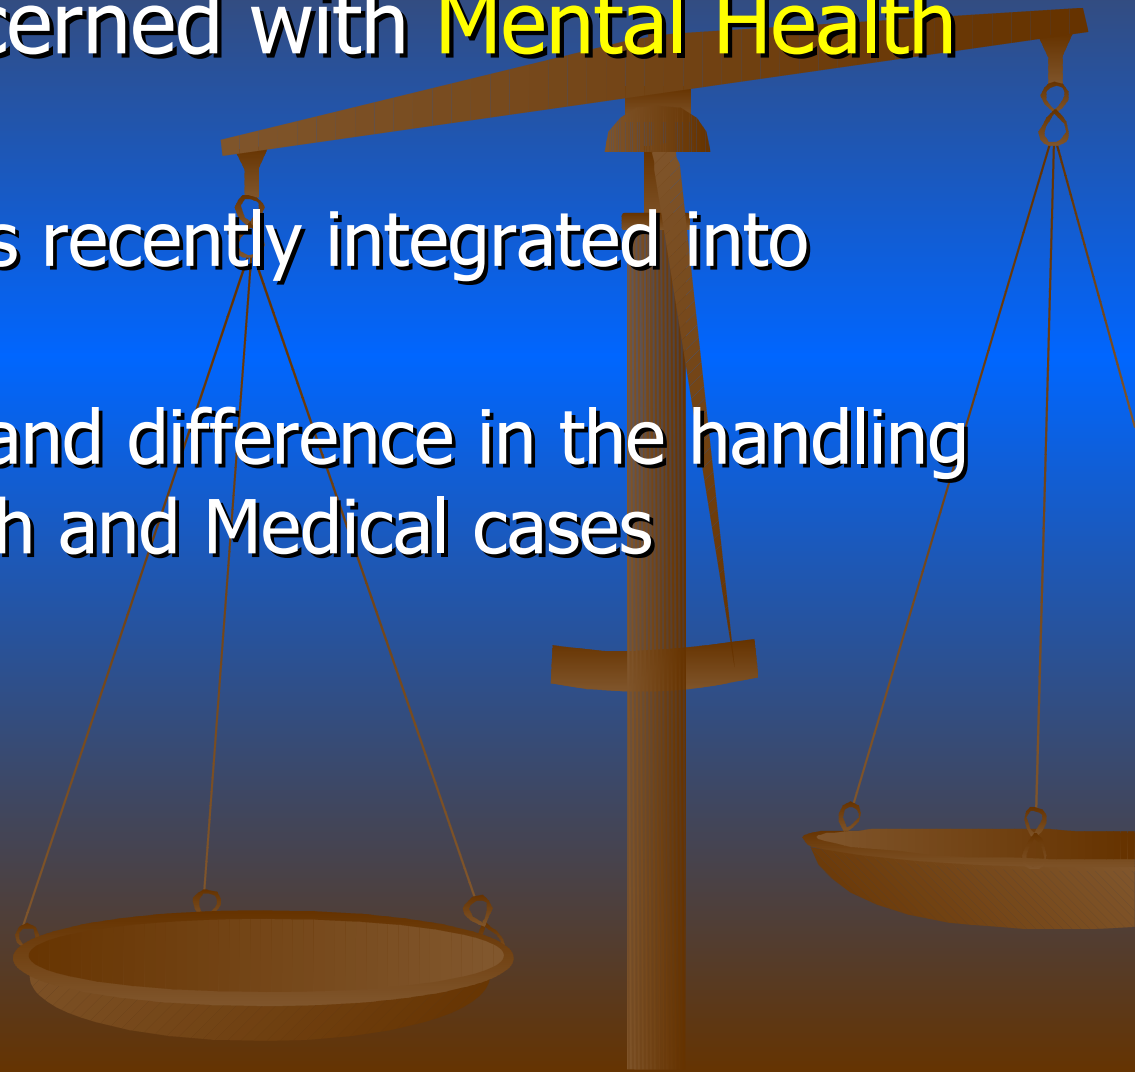 cerned with Mental Health
s recently integrated into
and difference in the handling
h and Medical cases